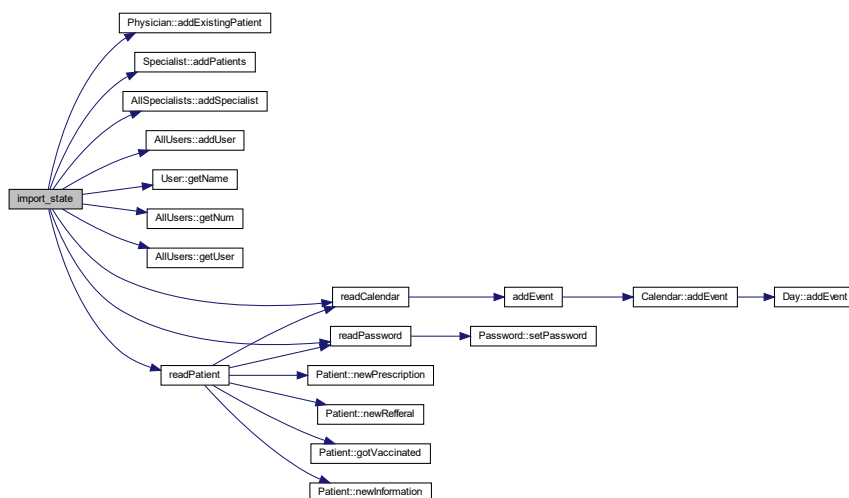 Physician::addExistingPatient
Specialist::addPatients
AllSpecialists::addSpecialist
AllUsers::addUser
User::getName
import_state
AllUsers::getNum
AllUsers::getUser
readCalendar
addEvent
Calendar::addEvent
Day::addEvent
readPassword
Password::setPassword
readPatient
Patient::newPrescription
Patient::newRefferal
Patient::gotVaccinated
Patient::newInformation